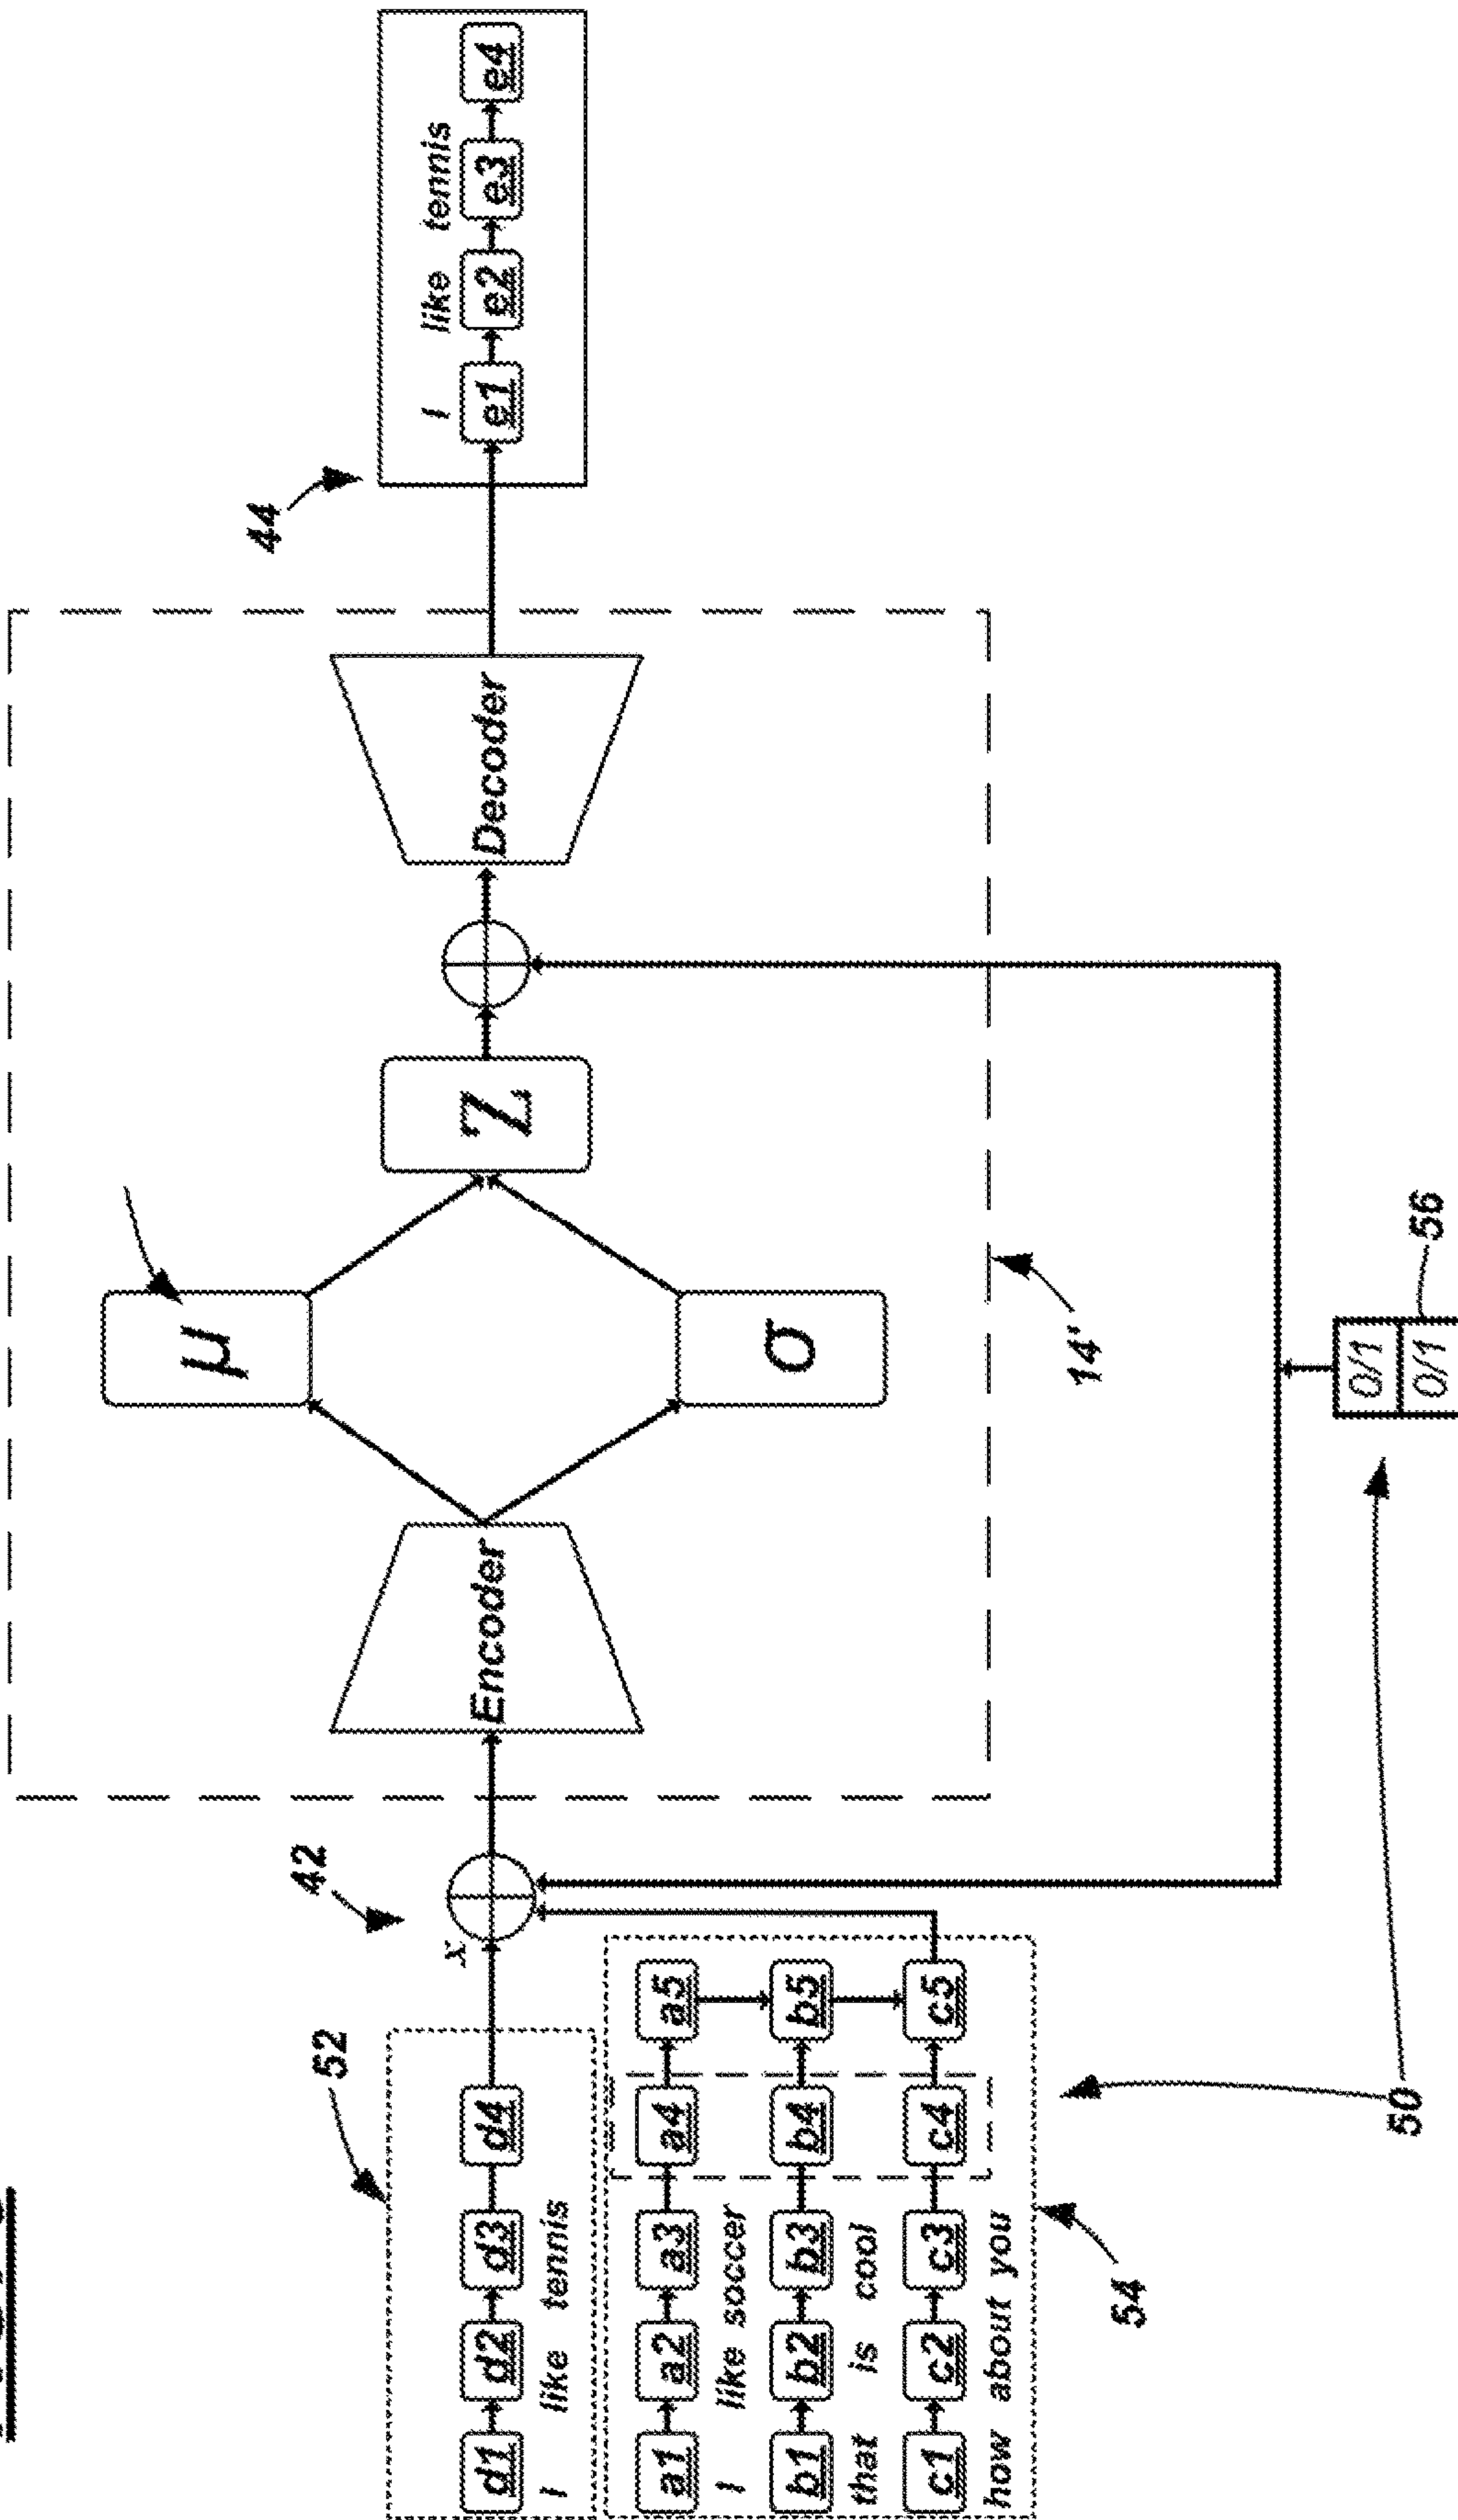 52
d1 d2 d3 d4
I like tennis
x
42
a1 a2 a3 a4 a5
I like soccer
b1 b2 b3 b4 b5
that is cool
c1 c2 c3 c4 c5
how about you
54
50
Encoder
μ
σ
Z
Decoder
14'
0/1
0/1
56
44
I like tennis
e1 e2 e3 e4